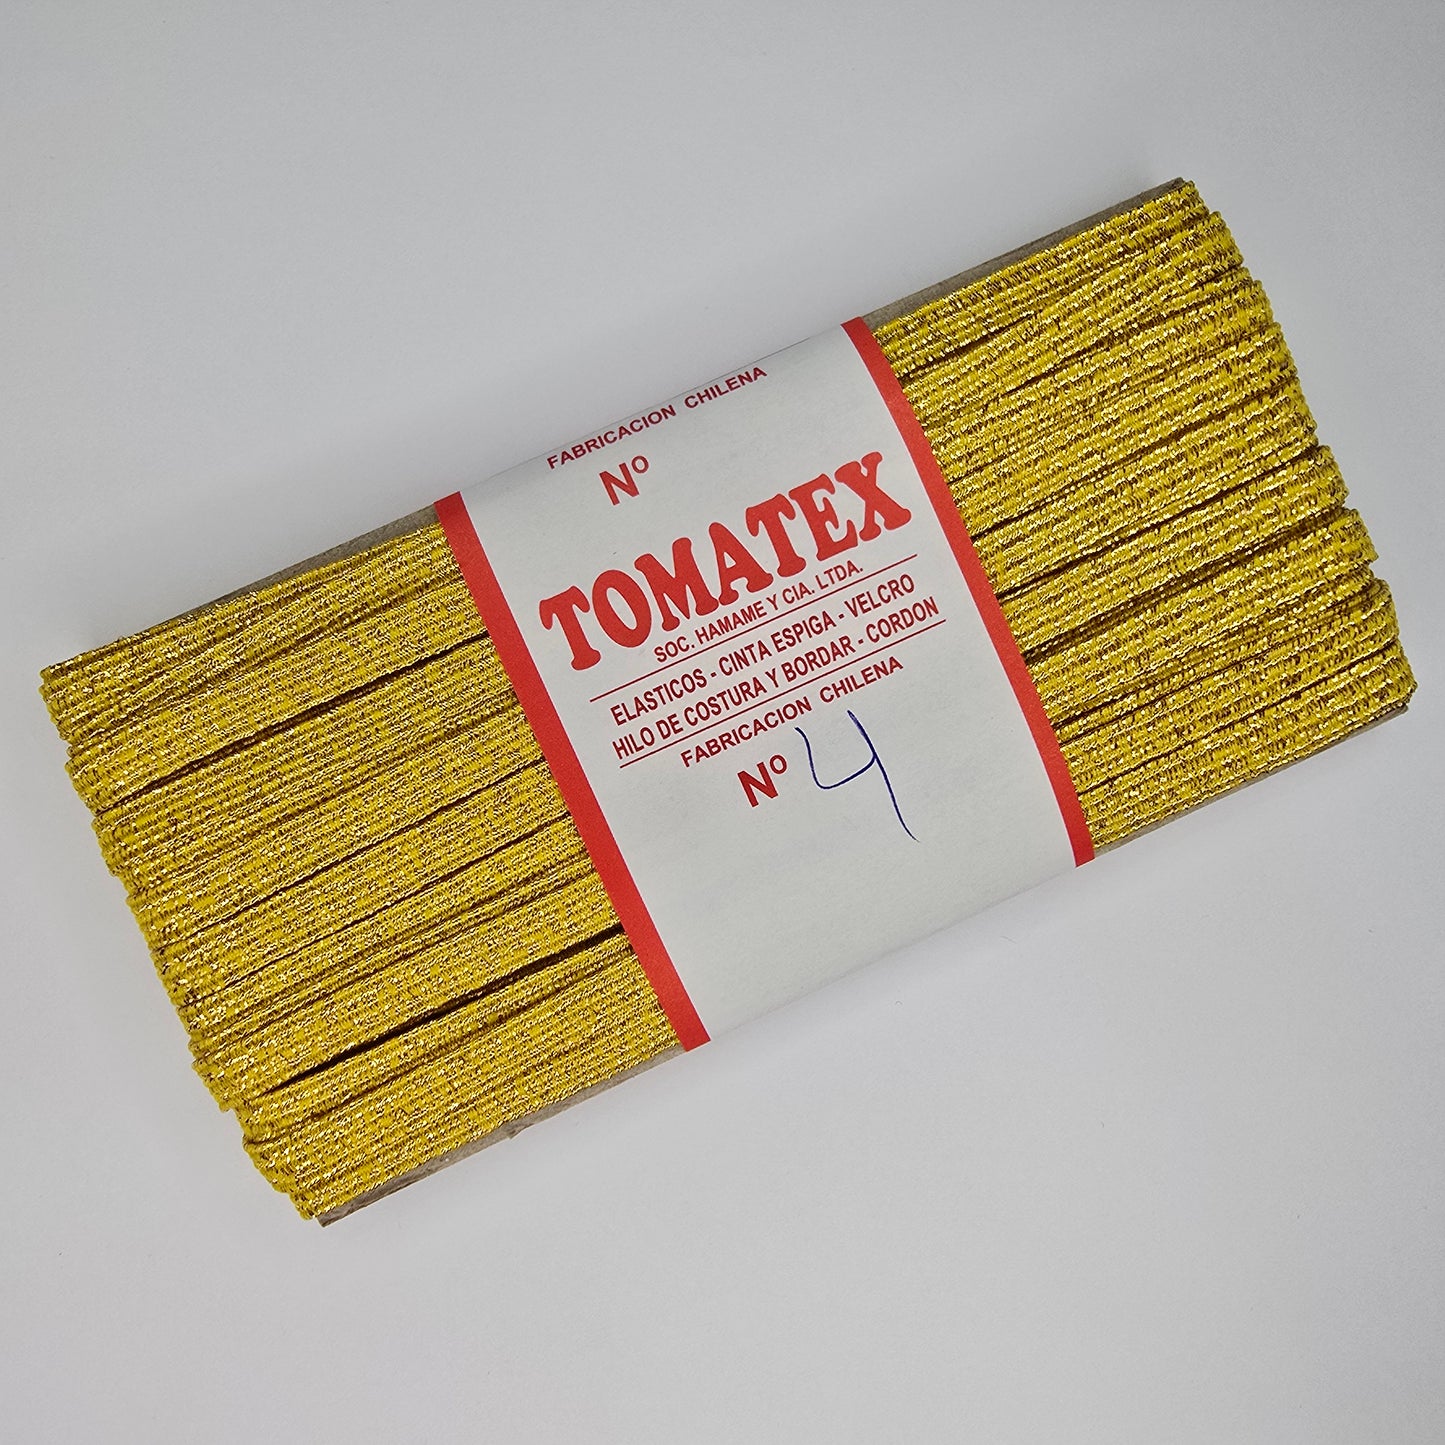 FABRICACION CHILENA
Nº
TOMATEX
SOC. HAMAME Y CIA. LTDA.
ELASTICOS - CINTA ESPIGA - VELCRO
HILO DE COSTURA Y BORDAR - CORDON
FABRICACION CHILENA
Nº 4